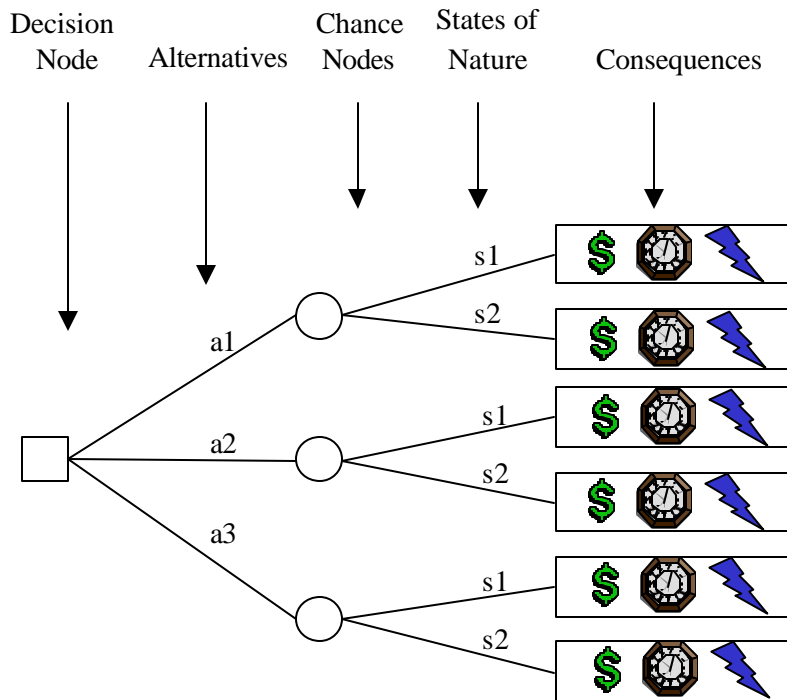 Decision
Node
Alternatives
Chance
Nodes
States of
Nature
Consequences
s1
s2
a1
s1
a2
s2
a3
s1
s2